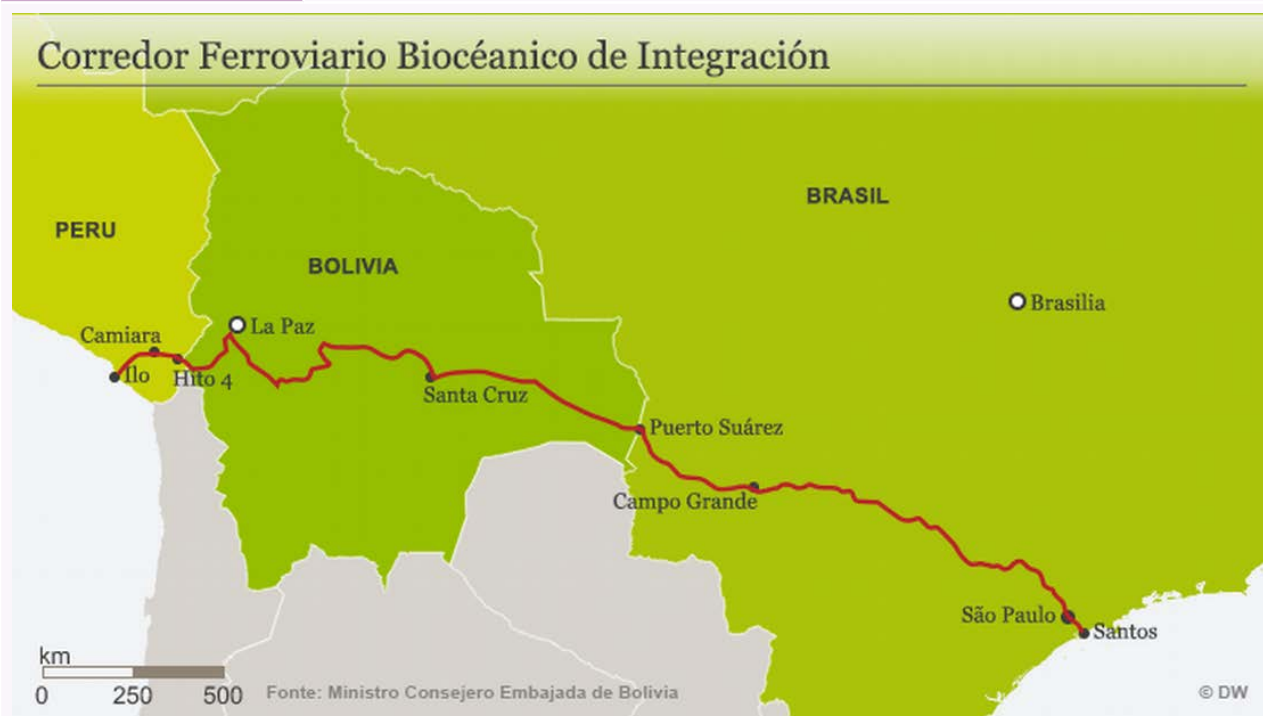 Corredor Ferroviario Biocéanico de Integración
BRASIL
PERU
BOLIVIA
Brasilia
La Paz
Camiara
Ilo
Hito 4
Santa Cruz
Puerto Suárez
Campo Grande
São Paulo
Santos
km
0 250 500
Fonte: Ministro Consejero Embajada de Bolivia
© DW